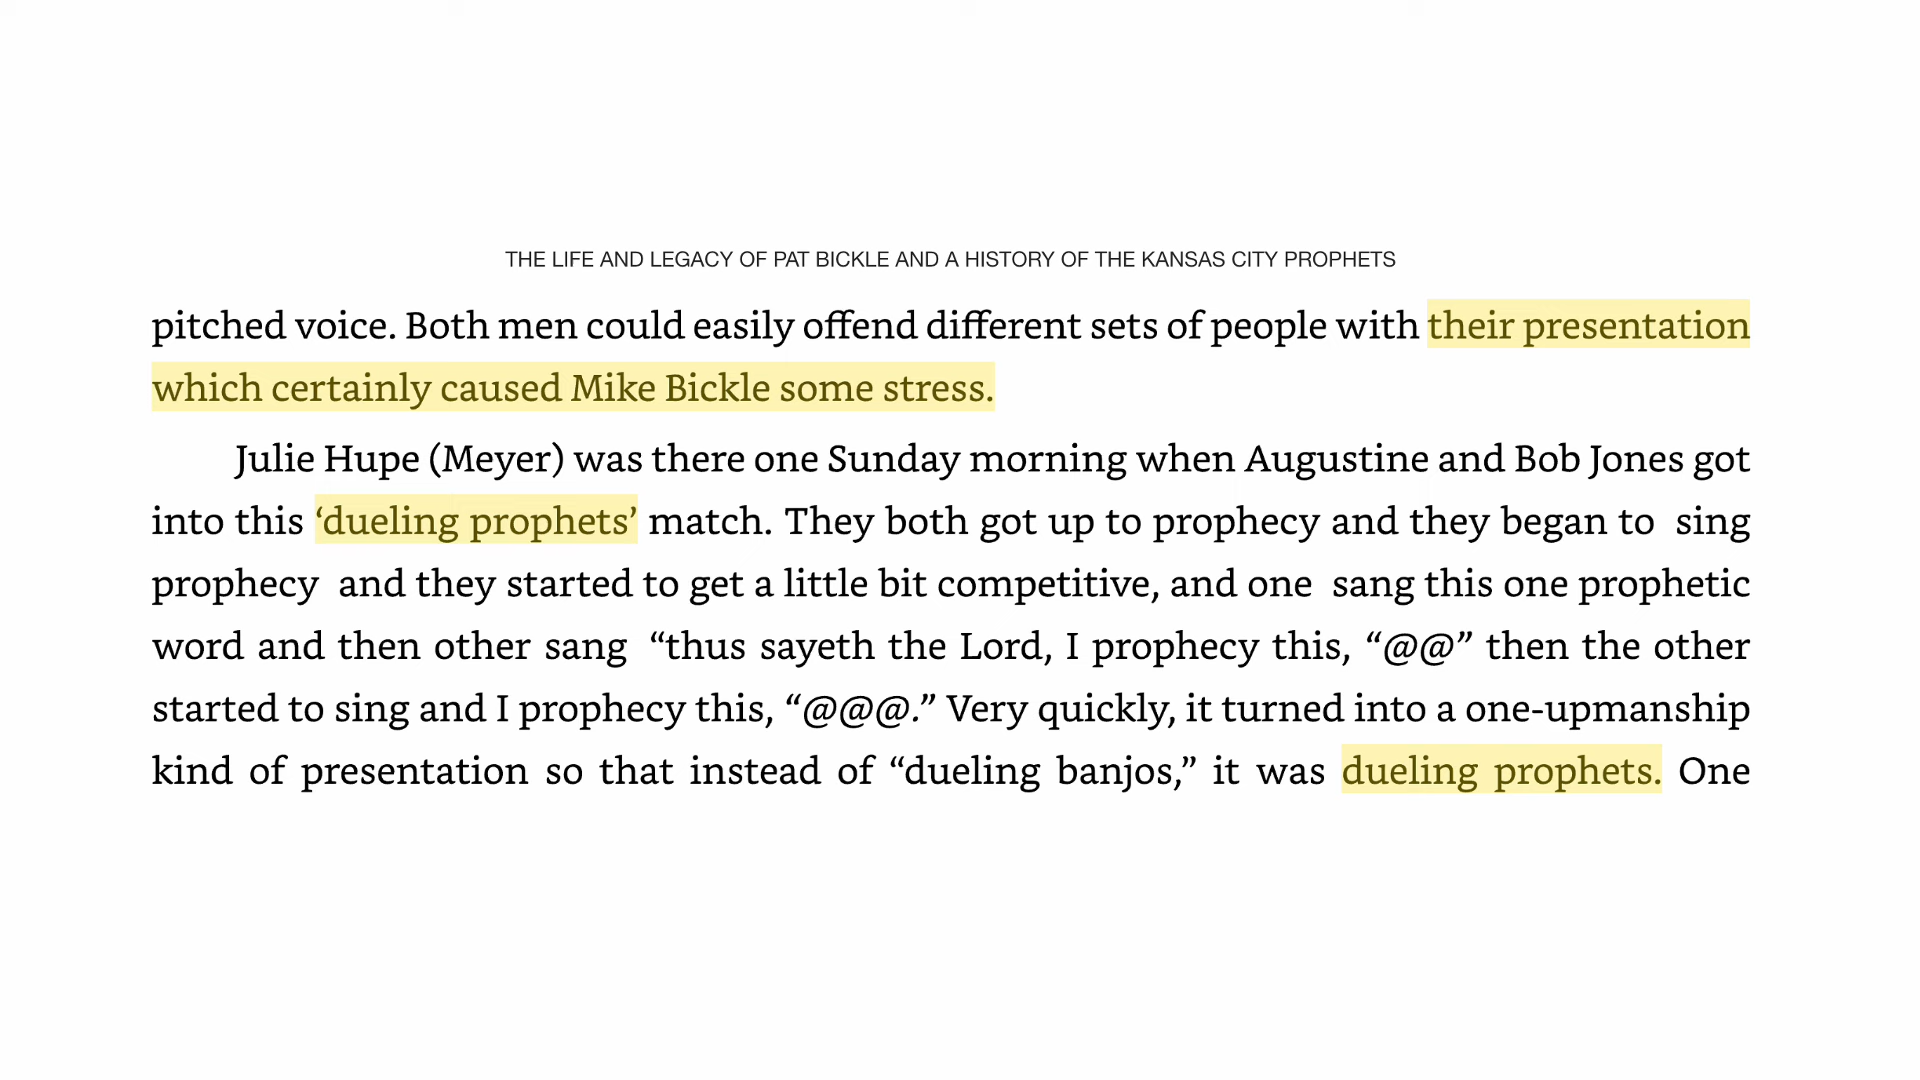 THE LIFE AND LEGACY OF PAT BICKLE AND A HISTORY OF THE KANSAS CITY PROPHETS
pitched voice. Both men could easily offend different sets of people with their presentation
which certainly caused Mike Bickle some stress.
Julie Hupe (Meyer) was there one Sunday morning when Augustine and Bob Jones got
into this ‘dueling prophets’ match. They both got up to prophecy and they began to sing
prophecy and they started to get a little bit competitive, and one sang this one prophetic
word and then other sang “thus sayeth the Lord, I prophecy this, “@@” then the other
started to sing and I prophecy this, “@@@.” Very quickly, it turned into a one-upmanship
kind of presentation so that instead of “dueling banjos,” it was dueling prophets. One